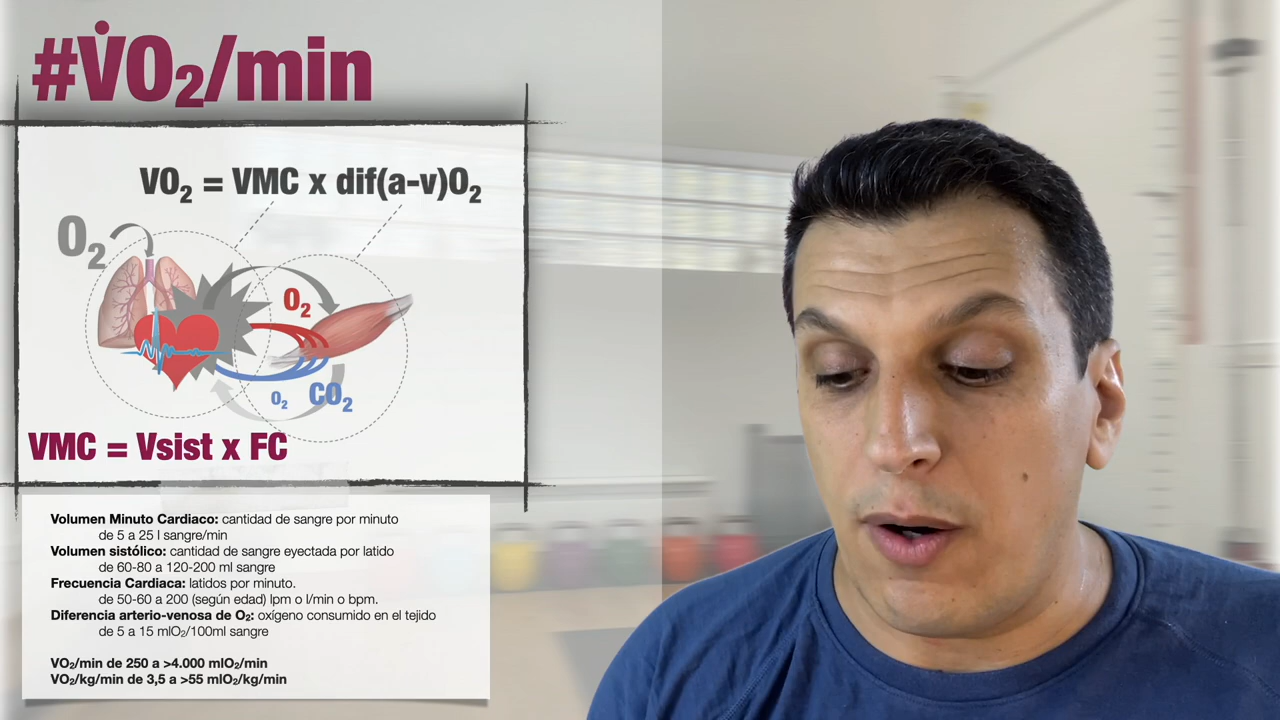 #V̇O₂/min
VO₂ = VMC x dif(a-v)O₂
O₂
O₂
O₂
CO₂
VMC = Vsist x FC
Volumen Minuto Cardiaco: cantidad de sangre por minuto
de 5 a 25 l sangre/min
Volumen sistólico: cantidad de sangre eyectada por latido
de 60-80 a 120-200 ml sangre
Frecuencia Cardiaca: latidos por minuto.
de 50-60 a 200 (según edad) lpm o l/min o bpm.
Diferencia arterio-venosa de O₂: oxígeno consumido en el tejido
de 5 a 15 mlO₂/100ml sangre
VO₂/min de 250 a >4.000 mlO₂/min
VO₂/kg/min de 3,5 a >55 mlO₂/kg/min